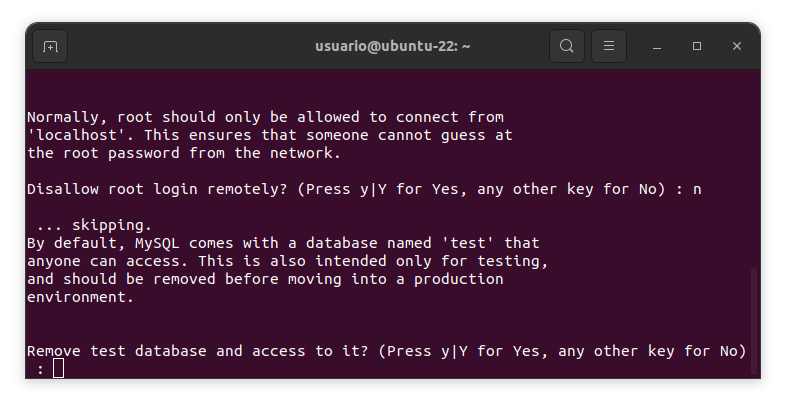 usuario@ubuntu-22: ~
Normally, root should only be allowed to connect from
'localhost'. This ensures that someone cannot guess at
the root password from the network.
Disallow root login remotely? (Press y|Y for Yes, any other key for No) : n
... skipping.
By default, MySQL comes with a database named 'test' that
anyone can access. This is also intended only for testing,
and should be removed before moving into a production
environment.
Remove test database and access to it? (Press y|Y for Yes, any other key for No)
: